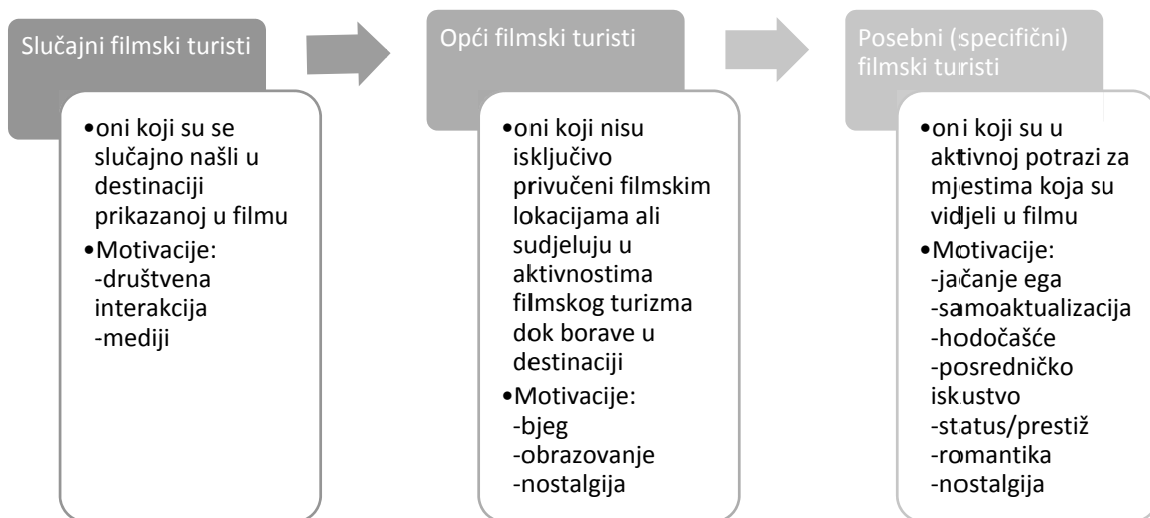 Slučajni filmski turisti
•oni koji su se
slučajno našli u
destinaciji
prikazanoj u filmu
•Motivacije:
-društvena
interakcija
-mediji
Opći filmski turisti
•oni koji nisu
isključivo
privučeni filmskim
lokacijama ali
sudjeluju u
aktivnostima
filmskog turizma
dok borave u
destinaciji
•Motivacije:
-bjeg
-obrazovanje
-nostalgija
Posebni (specifični)
filmski turisti
•oni koji su u
aktivnoj potrazi za
mjestima koja su
vidjeli u filmu
•Motivacije:
-jačanje ega
-samoaktualizacija
-hodočašće
-posredničko
iskustvo
-status/prestiž
-romantika
-nostalgija